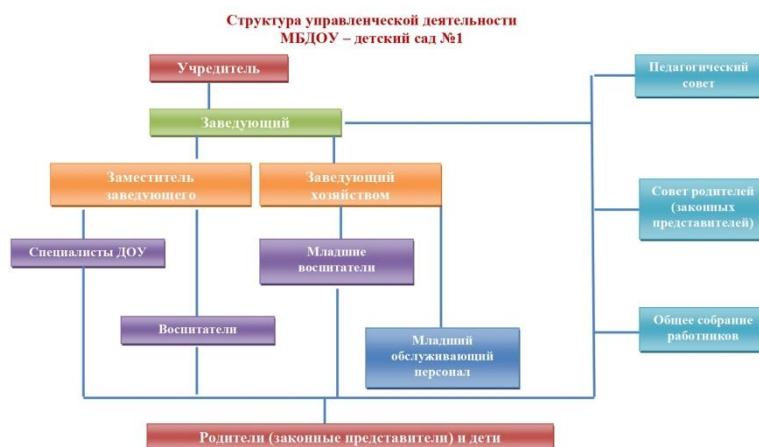 Структура управленческой деятельности
МБДОУ – детский сад №1
Учредитель
Педагогический
совет
Заведующий
Заместитель
заведующего
Заведующий
хозяйством
Совет родителей
(законных
представителей)
Специалисты ДОУ
Младшие
воспитатели
Воспитатели
Младший
обслуживающий
персонал
Общее собрание
работников
Родители (законные представители) и дети